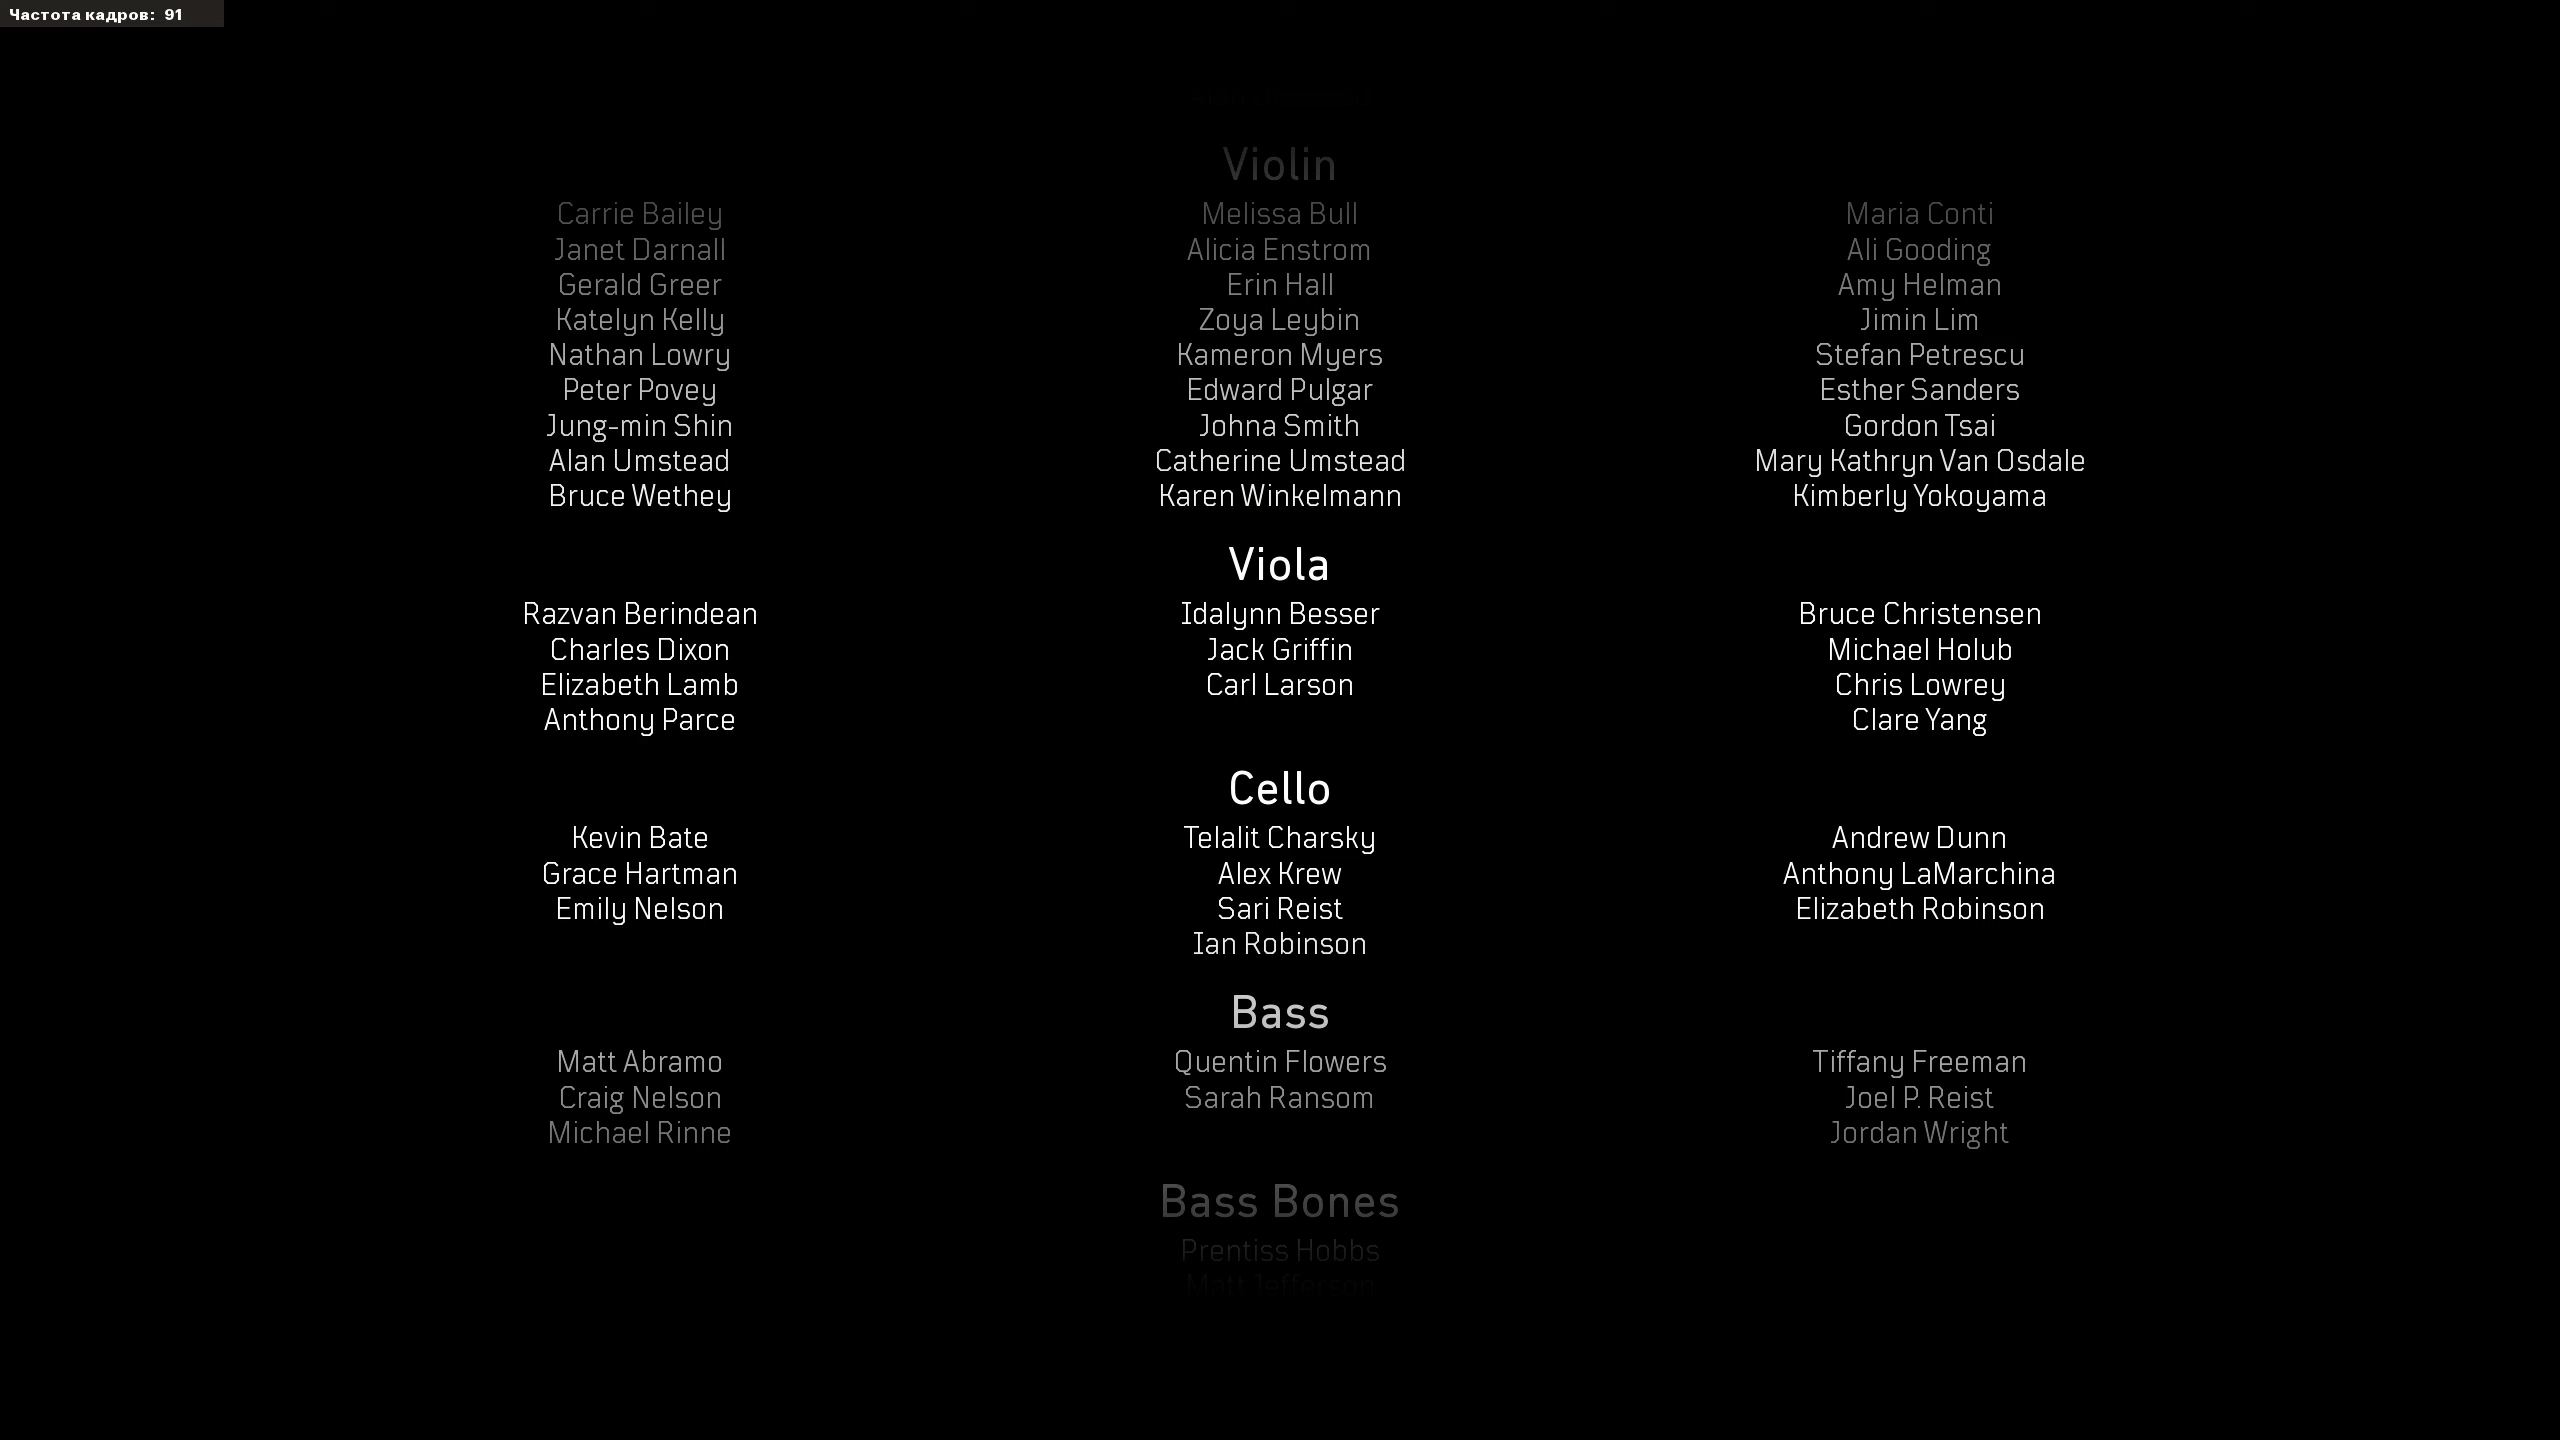 Частота кадров: 91
Violin
Carrie Bailey Melissa Bull Maria Conti
Janet Darnall Alicia Enstrom Ali Gooding
Gerald Greer Erin Hall Amy Helman
Katelyn Kelly Zoya Leybin Jimin Lim
Nathan Lowry Kameron Myers Stefan Petrescu
Peter Povey Edward Pulgar Esther Sanders
Jung-min Shin Johna Smith Gordon Tsai
Alan Umstead Catherine Umstead Mary Kathryn Van Osdale
Bruce Wethey Karen Winkelmann Kimberly Yokoyama
Viola
Razvan Berindean Idalynn Besser Bruce Christensen
Charles Dixon Jack Griffin Michael Holub
Elizabeth Lamb Carl Larson Chris Lowrey
Anthony Parce Clare Yang
Cello
Kevin Bate Telalit Charsky Andrew Dunn
Grace Hartman Alex Krew Anthony LaMarchina
Emily Nelson Sari Reist Elizabeth Robinson
Ian Robinson
Bass
Matt Abramo Quentin Flowers Tiffany Freeman
Craig Nelson Sarah Ransom Joel P. Reist
Michael Rinne Jordan Wright
Bass Bones
Prentiss Hobbs
Matt Jefferson